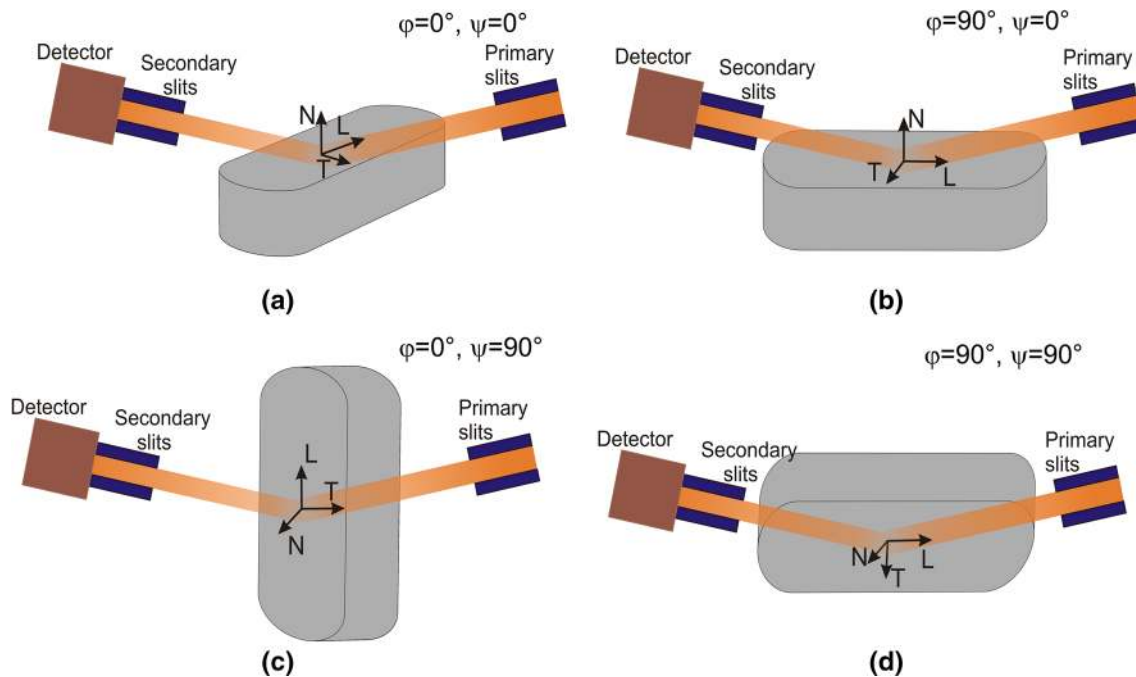 φ=0°, ψ=0°
Detector
Secondary
slits
Primary
slits
N
L
T
(a)
φ=90°, ψ=0°
Detector
Secondary
slits
Primary
slits
N
T
L
(b)
φ=0°, ψ=90°
Detector
Secondary
slits
Primary
slits
L
T
N
(c)
φ=90°, ψ=90°
Detector
Secondary
slits
Primary
slits
N
T
L
(d)